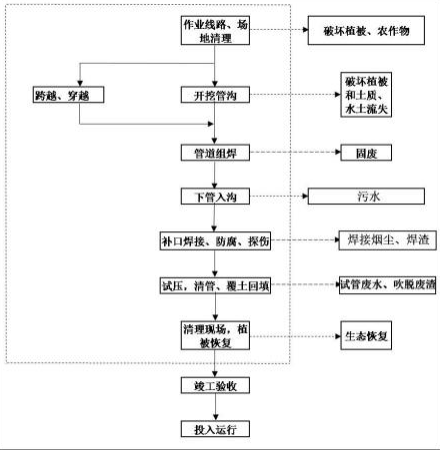 作业线路、场
地清理
破坏植被、农作物
跨越、穿越
开挖管沟
破坏植被
和土质、
水土流失
管道组焊
固废
下管入沟
污水
补口焊接、防腐、探伤
焊接烟尘、焊渣
试压，清管、覆土回填
试管废水、吹脱废渣
清理现场，植
被恢复
生态恢复
竣工验收
投入运行